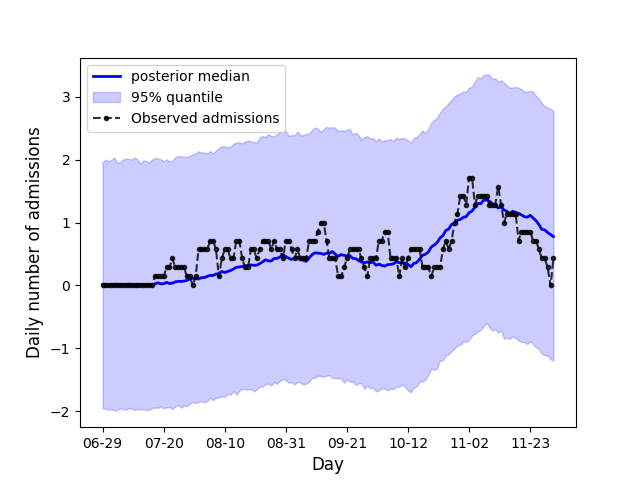 posterior median
95% quantile
Observed admissions
Daily number of admissions
3
2
1
0
−1
−2
06-29 07-20 08-10 08-31 09-21 10-12 11-02 11-23
Day